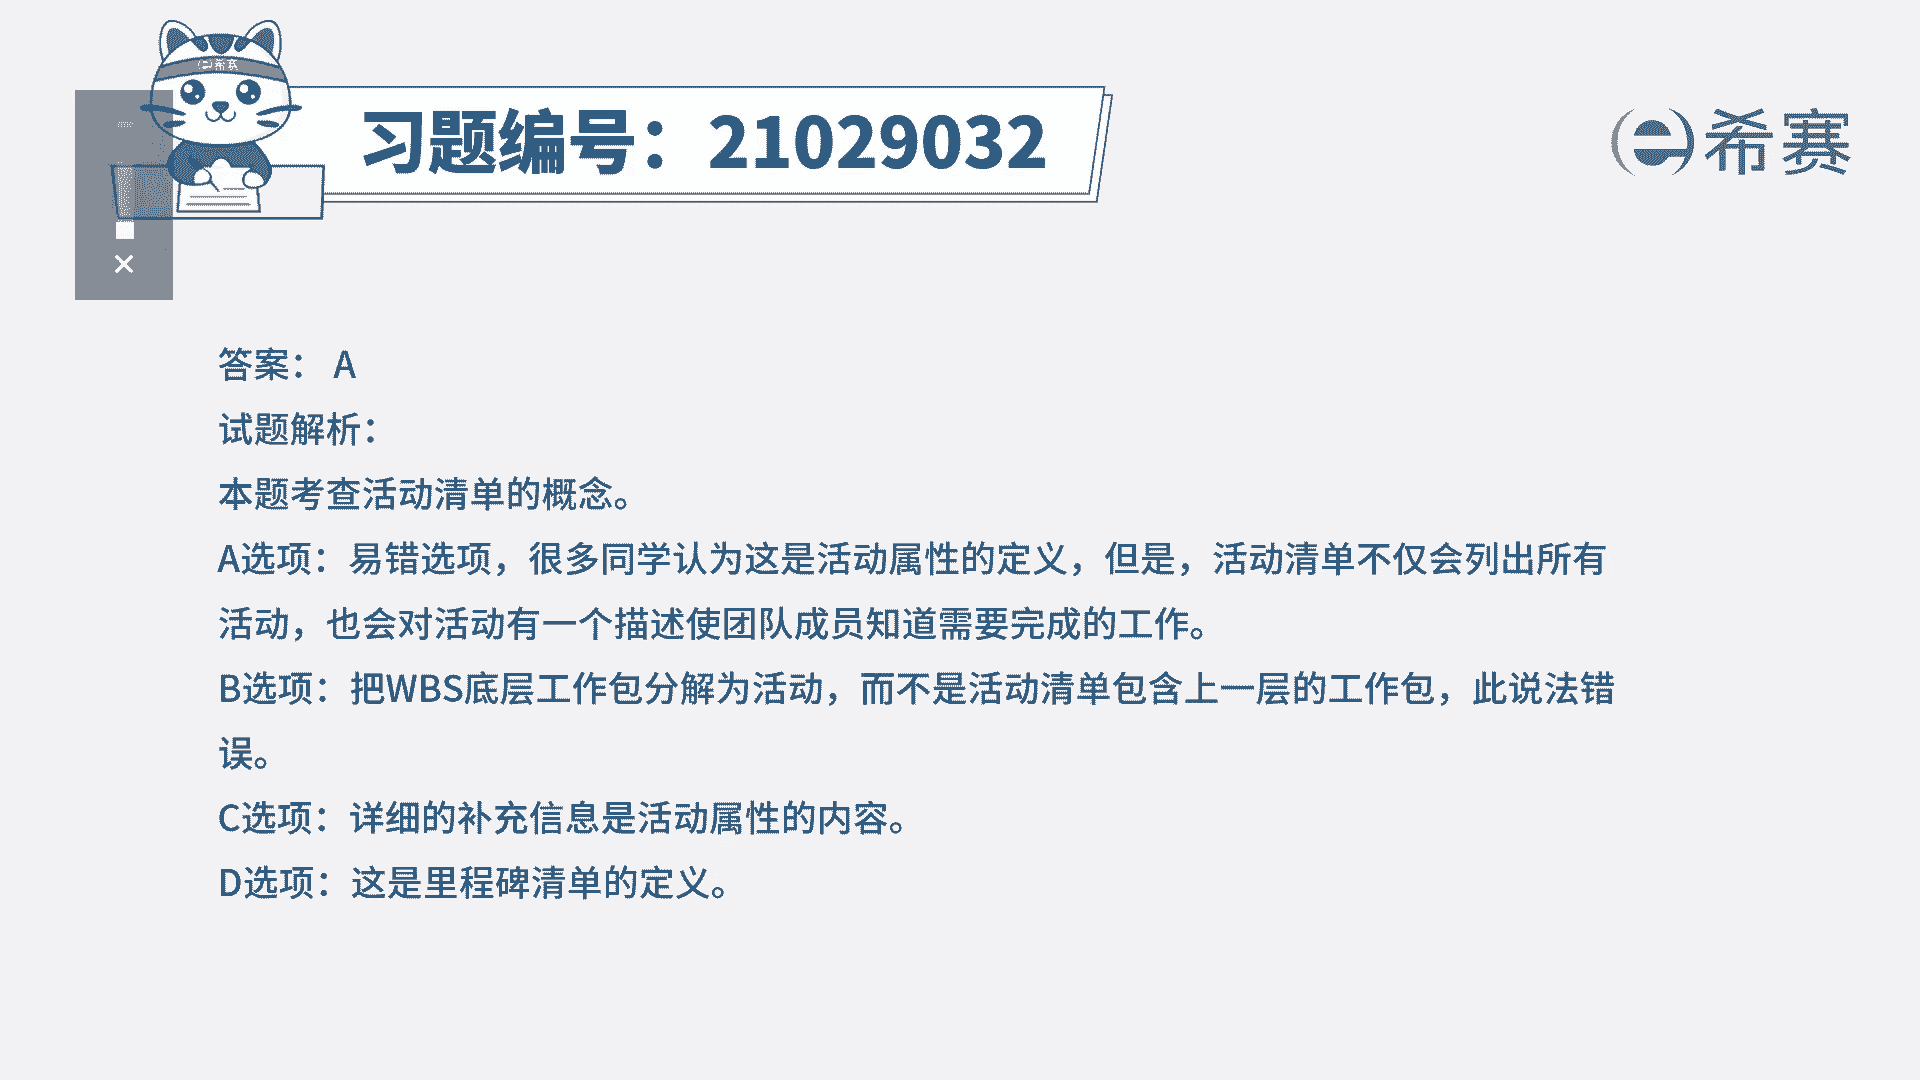 希赛
习题编号：21029032
希赛
答案： A
试题解析：
本题考查活动清单的概念。
A选项：易错选项，很多同学认为这是活动属性的定义，但是，活动清单不仅会列出所有
活动，也会对活动有一个描述使团队成员知道需要完成的工作。
B选项：把WBS底层工作包分解为活动，而不是活动清单包含上一层的工作包，此说法错
误。
C选项：详细的补充信息是活动属性的内容。
D选项：这是里程碑清单的定义。